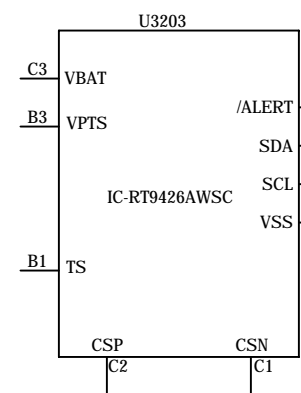 U3203
C3 VBAT
/ALERT
B3 VPTS
SDA
SCL
IC-RT9426AWSC
VSS
B1 TS
CSP CSN
C2 C1